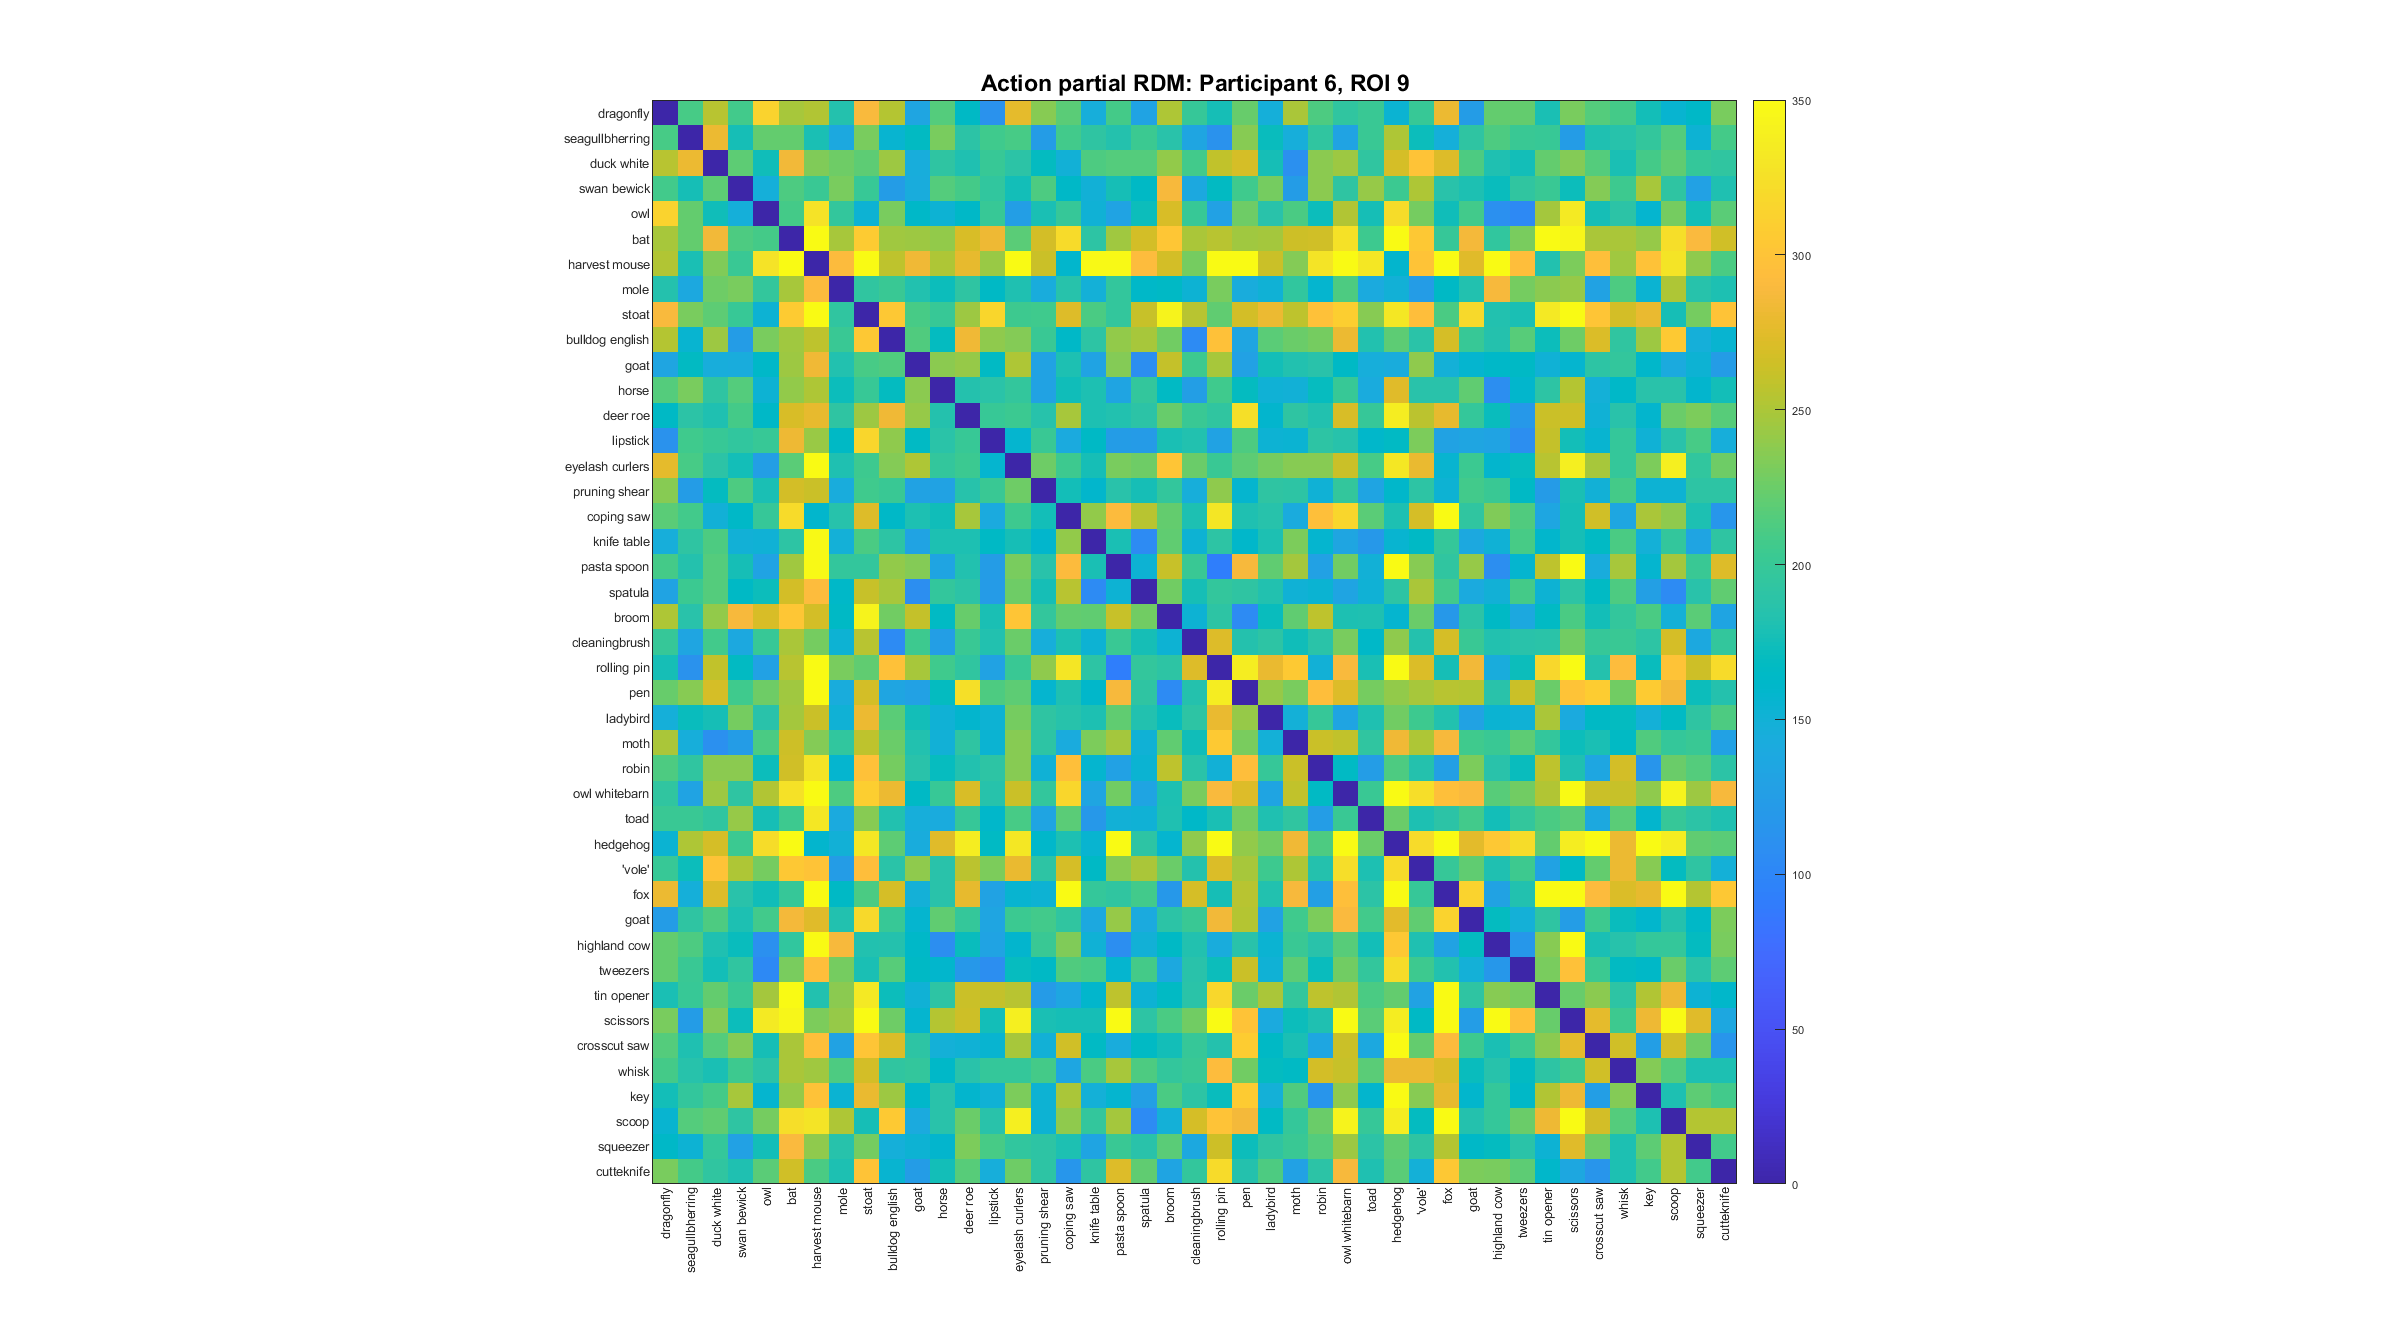 Action partial RDM: Participant 6, ROI 9
dragonfly
seagullbherring
duck white
swan bewick
owl
bat
harvest mouse
mole
stoat
bulldog english
goat
horse
deer roe
lipstick
eyelash curlers
pruning shear
coping saw
knife table
pasta spoon
spatula
broom
cleaningbrush
rolling pin
pen
ladybird
moth
robin
owl whitebarn
toad
hedgehog
'vole'
fox
goat
highland cow
tweezers
tin opener
scissors
crosscut saw
whisk
key
scoop
squeezer
cutteknife
dragonfly
seagullbherring
duck white
swan bewick
owl
bat
harvest mouse
mole
stoat
bulldog english
goat
horse
deer roe
lipstick
eyelash curlers
pruning shear
coping saw
knife table
pasta spoon
spatula
broom
cleaningbrush
rolling pin
pen
ladybird
moth
robin
owl whitebarn
toad
hedgehog
'vole'
fox
goat
highland cow
tweezers
tin opener
scissors
crosscut saw
whisk
key
scoop
squeezer
cutteknife
350
300
250
200
150
100
50
0